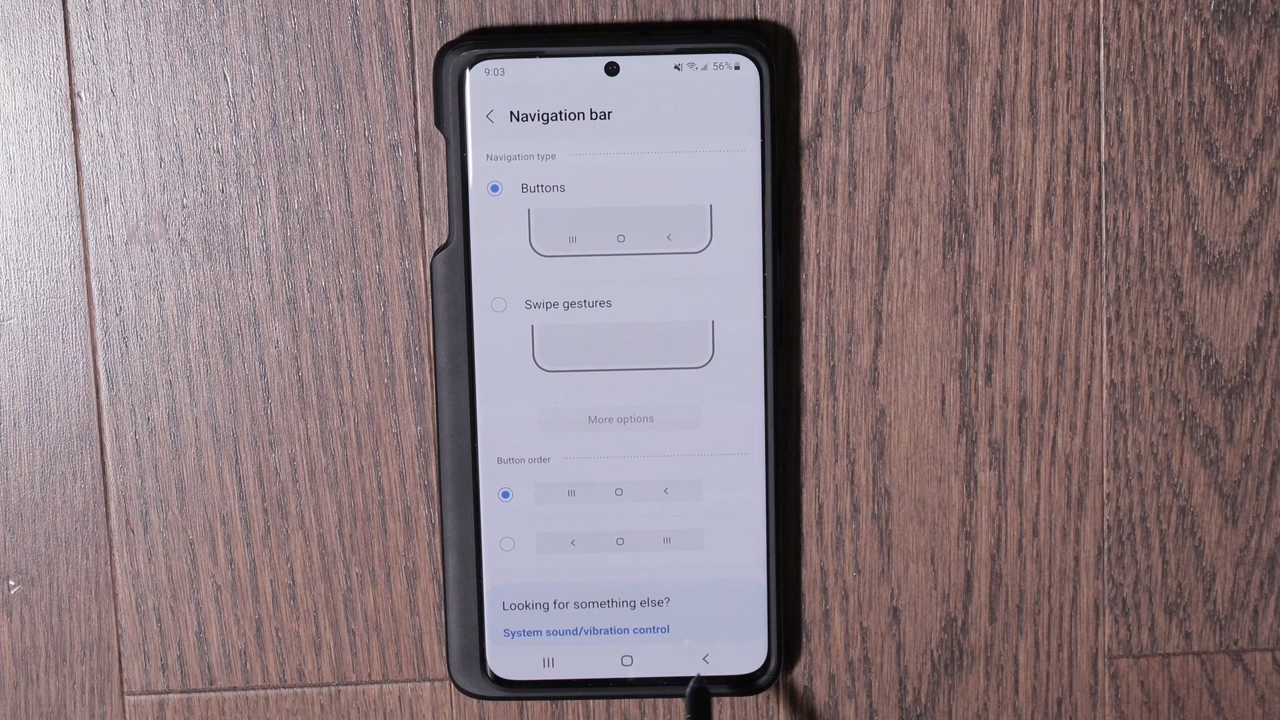 9:03
56%
Navigation bar
Navigation type
Buttons
Swipe gestures
More options
Button order
Looking for something else?
System sound/vibration control